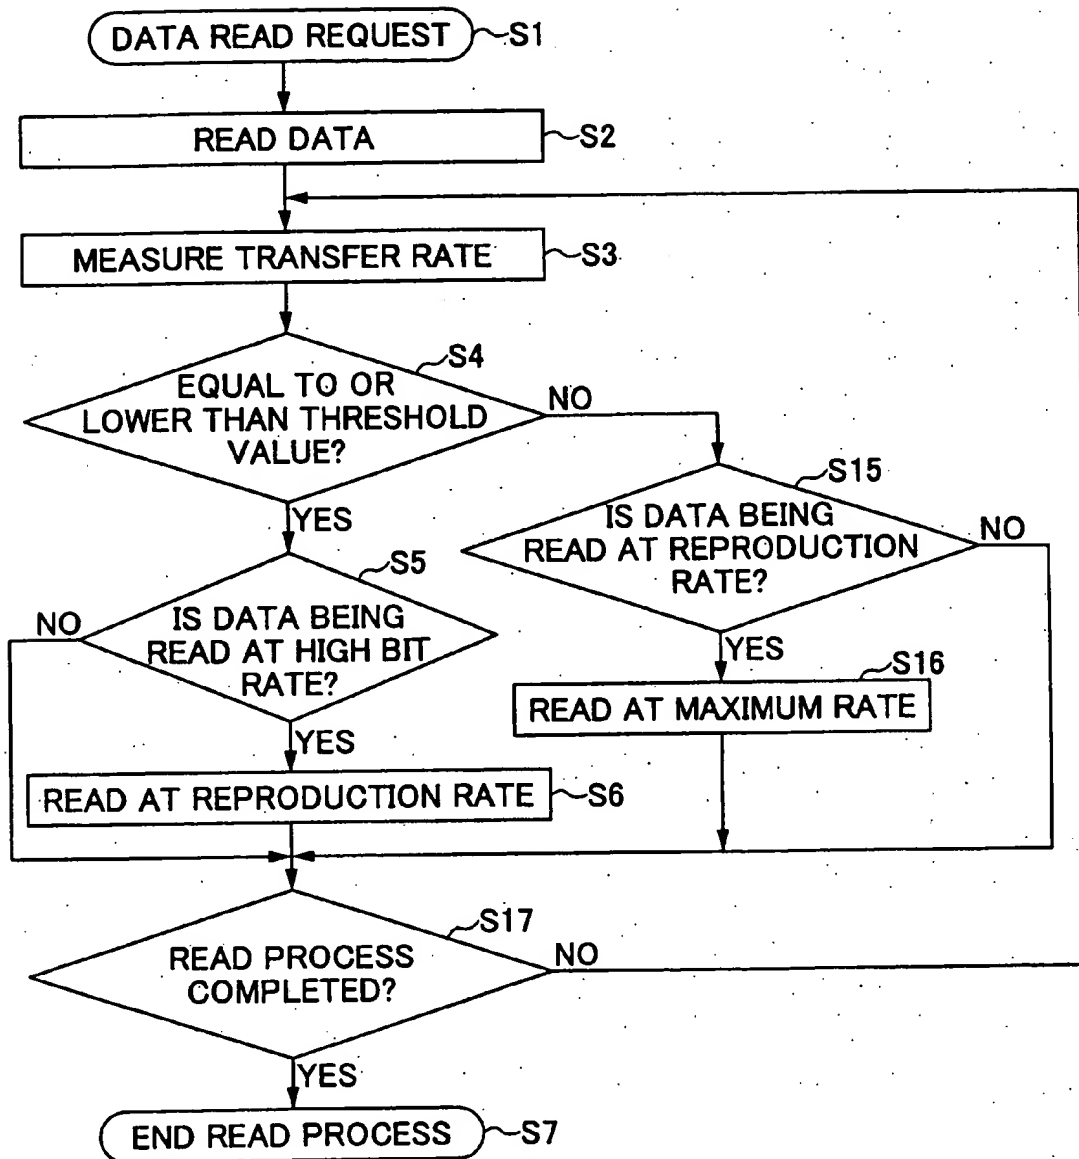 DATA READ REQUEST
S1
READ DATA
S2
MEASURE TRANSFER RATE
S3
S4
EQUAL TO OR
LOWER THAN THRESHOLD
VALUE?
NO
YES
S15
IS DATA BEING
READ AT REPRODUCTION
RATE?
NO
YES
S5
IS DATA BEING
READ AT HIGH BIT
RATE?
NO
YES
S16
READ AT MAXIMUM RATE
READ AT REPRODUCTION RATE
S6
S17
READ PROCESS
COMPLETED?
NO
YES
END READ PROCESS
S7